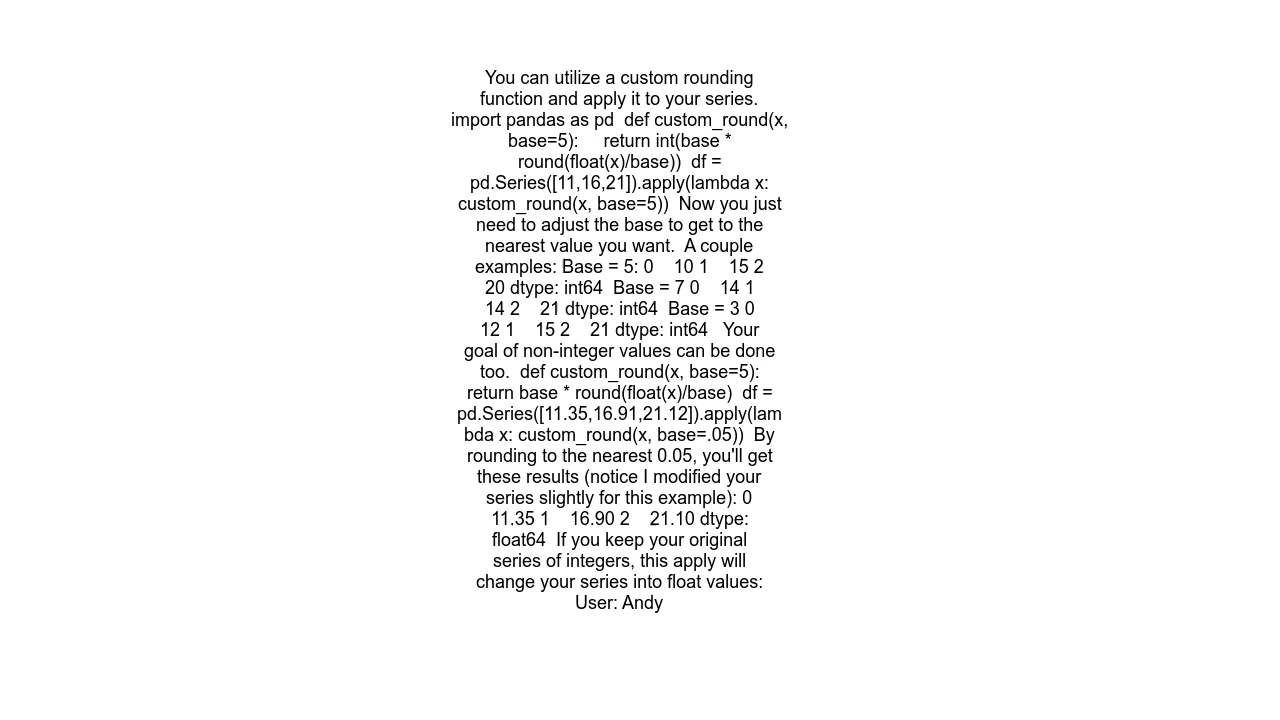 You can utilize a custom rounding
function and apply it to your series.
import pandas as pd  def custom_round(x,
base=5):     return int(base *
round(float(x)/base))  df =
pd.Series([11,16,21]).apply(lambda x:
custom_round(x, base=5))  Now you just
need to adjust the base to get to the
nearest value you want.  A couple
examples: Base = 5: 0    10 1    15 2
20 dtype: int64  Base = 7 0    14 1
14 2    21 dtype: int64  Base = 3 0
12 1    15 2    21 dtype: int64   Your
goal of non-integer values can be done
too.  def custom_round(x, base=5):
return base * round(float(x)/base)  df =
pd.Series([11.35,16.91,21.12]).apply(lam
bda x: custom_round(x, base=.05))  By
rounding to the nearest 0.05, you'll get
these results (notice I modified your
series slightly for this example): 0
11.35 1    16.90 2    21.10 dtype:
float64  If you keep your original
series of integers, this apply will
change your series into float values:
User: Andy